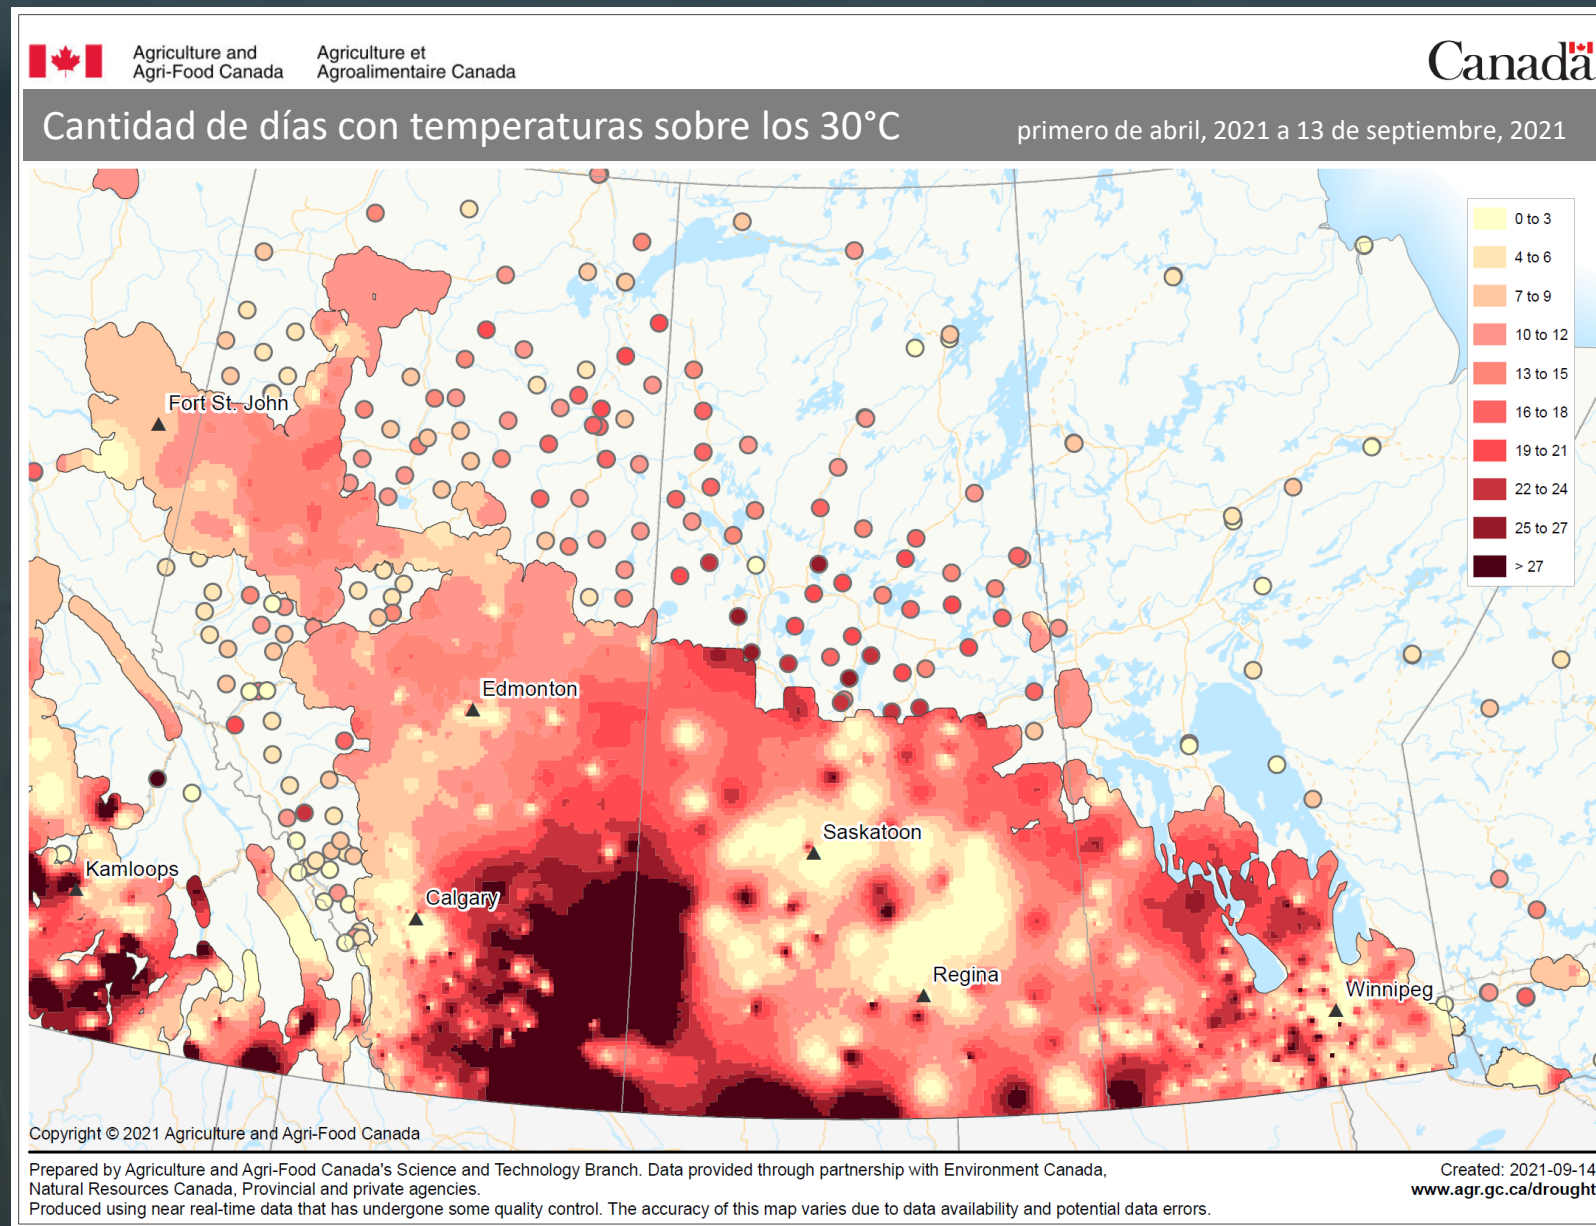 Agriculture and
Agri-Food Canada
Agriculture et
Agroalimentaire Canada
Canada
Cantidad de días con temperaturas sobre los 30°C
primero de abril, 2021 a 13 de septiembre, 2021
0 to 3
4 to 6
7 to 9
10 to 12
13 to 15
16 to 18
19 to 21
22 to 24
25 to 27
> 27
Fort St. John
Edmonton
Saskatoon
Kamloops
Calgary
Regina
Winnipeg
Copyright © 2021 Agriculture and Agri-Food Canada
Prepared by Agriculture and Agri-Food Canada's Science and Technology Branch. Data provided through partnership with Environment Canada,
Natural Resources Canada, Provincial and private agencies.
Produced using near real-time data that has undergone some quality control. The accuracy of this map varies due to data availability and potential data errors.
Created: 2021-09-14
www.agr.gc.ca/drought